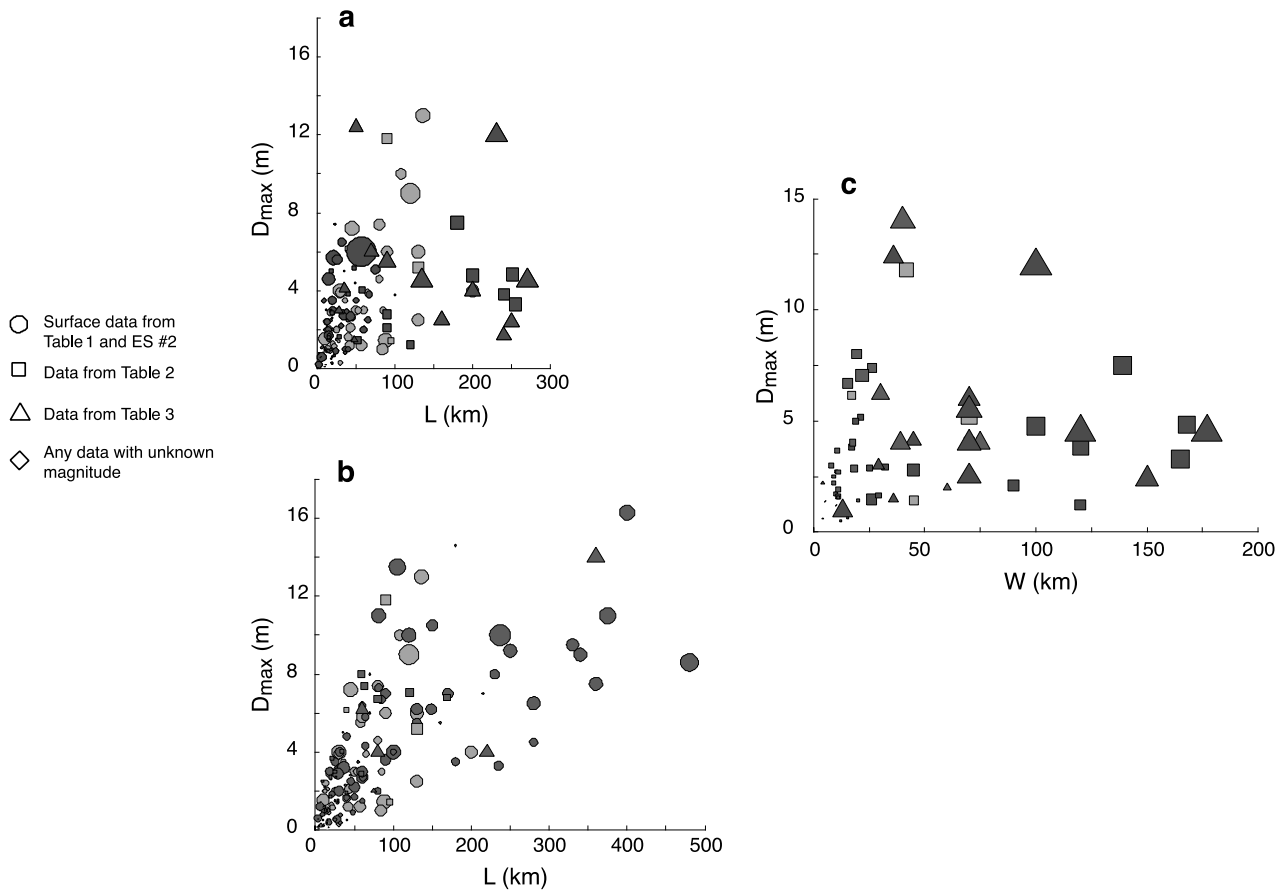 a
16
12
8
4
0
0
100
200
300
Dmax (m)
L (km)
Surface data from
Table 1 and ES #2
Data from Table 2
Data from Table 3
Any data with unknown
magnitude
b
16
12
8
4
0
0
100
200
300
400
500
Dmax (m)
L (km)
c
15
10
5
0
0
50
100
150
200
Dmax (m)
W (km)